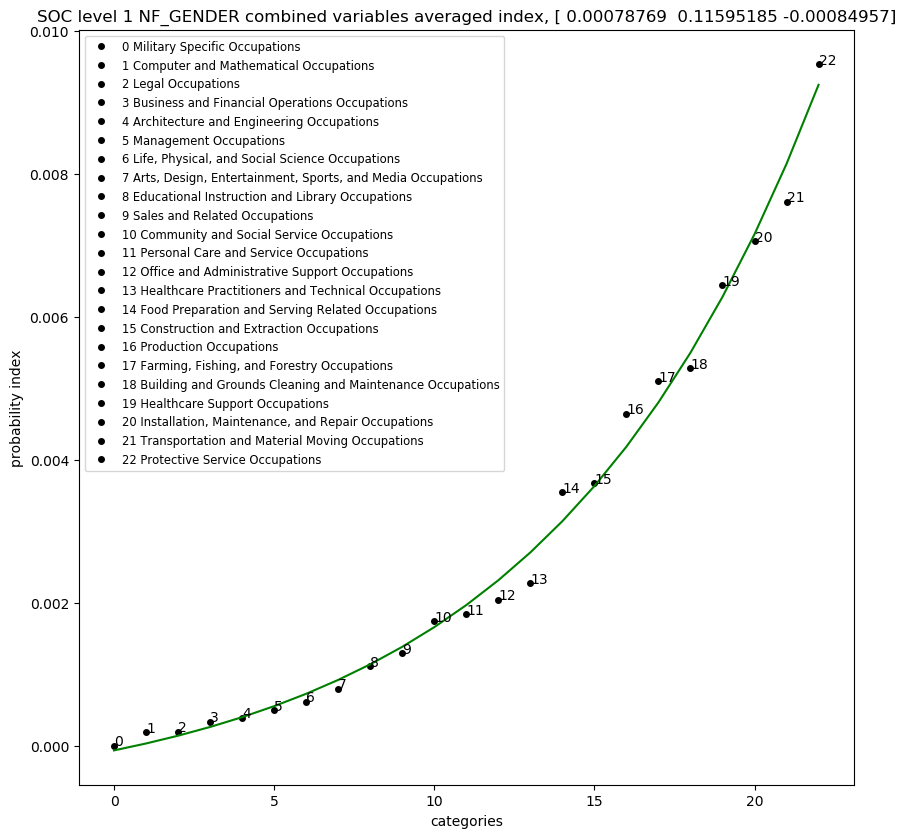 SOC level 1 NF_GENDER combined variables averaged index, [ 0.00078769  0.11595185 -0.00084957]
0 Military Specific Occupations
1 Computer and Mathematical Occupations
2 Legal Occupations
3 Business and Financial Operations Occupations
4 Architecture and Engineering Occupations
5 Management Occupations
6 Life, Physical, and Social Science Occupations
7 Arts, Design, Entertainment, Sports, and Media Occupations
8 Educational Instruction and Library Occupations
9 Sales and Related Occupations
10 Community and Social Service Occupations
11 Personal Care and Service Occupations
12 Office and Administrative Support Occupations
13 Healthcare Practitioners and Technical Occupations
14 Food Preparation and Serving Related Occupations
15 Construction and Extraction Occupations
16 Production Occupations
17 Farming, Fishing, and Forestry Occupations
18 Building and Grounds Cleaning and Maintenance Occupations
19 Healthcare Support Occupations
20 Installation, Maintenance, and Repair Occupations
21 Transportation and Material Moving Occupations
22 Protective Service Occupations
0.010
0.008
0.006
0.004
0.002
0.000
probability index
0
1
2
3
4
5
6
7
8
9
10
11
12
13
14
15
16
17
18
19
20
21
22
0
5
10
15
20
categories